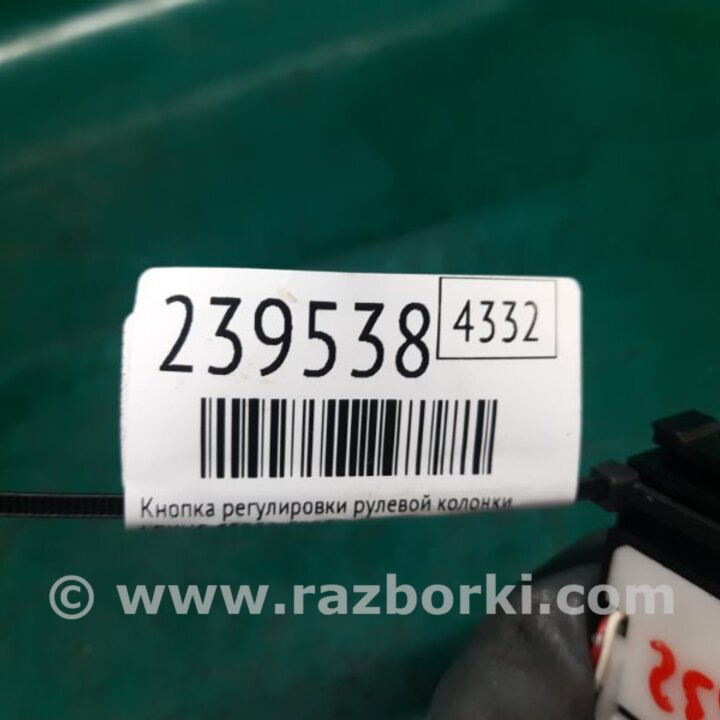 239538 4332
Кнопка регулировки рулевой колонки
© www.razborki.com